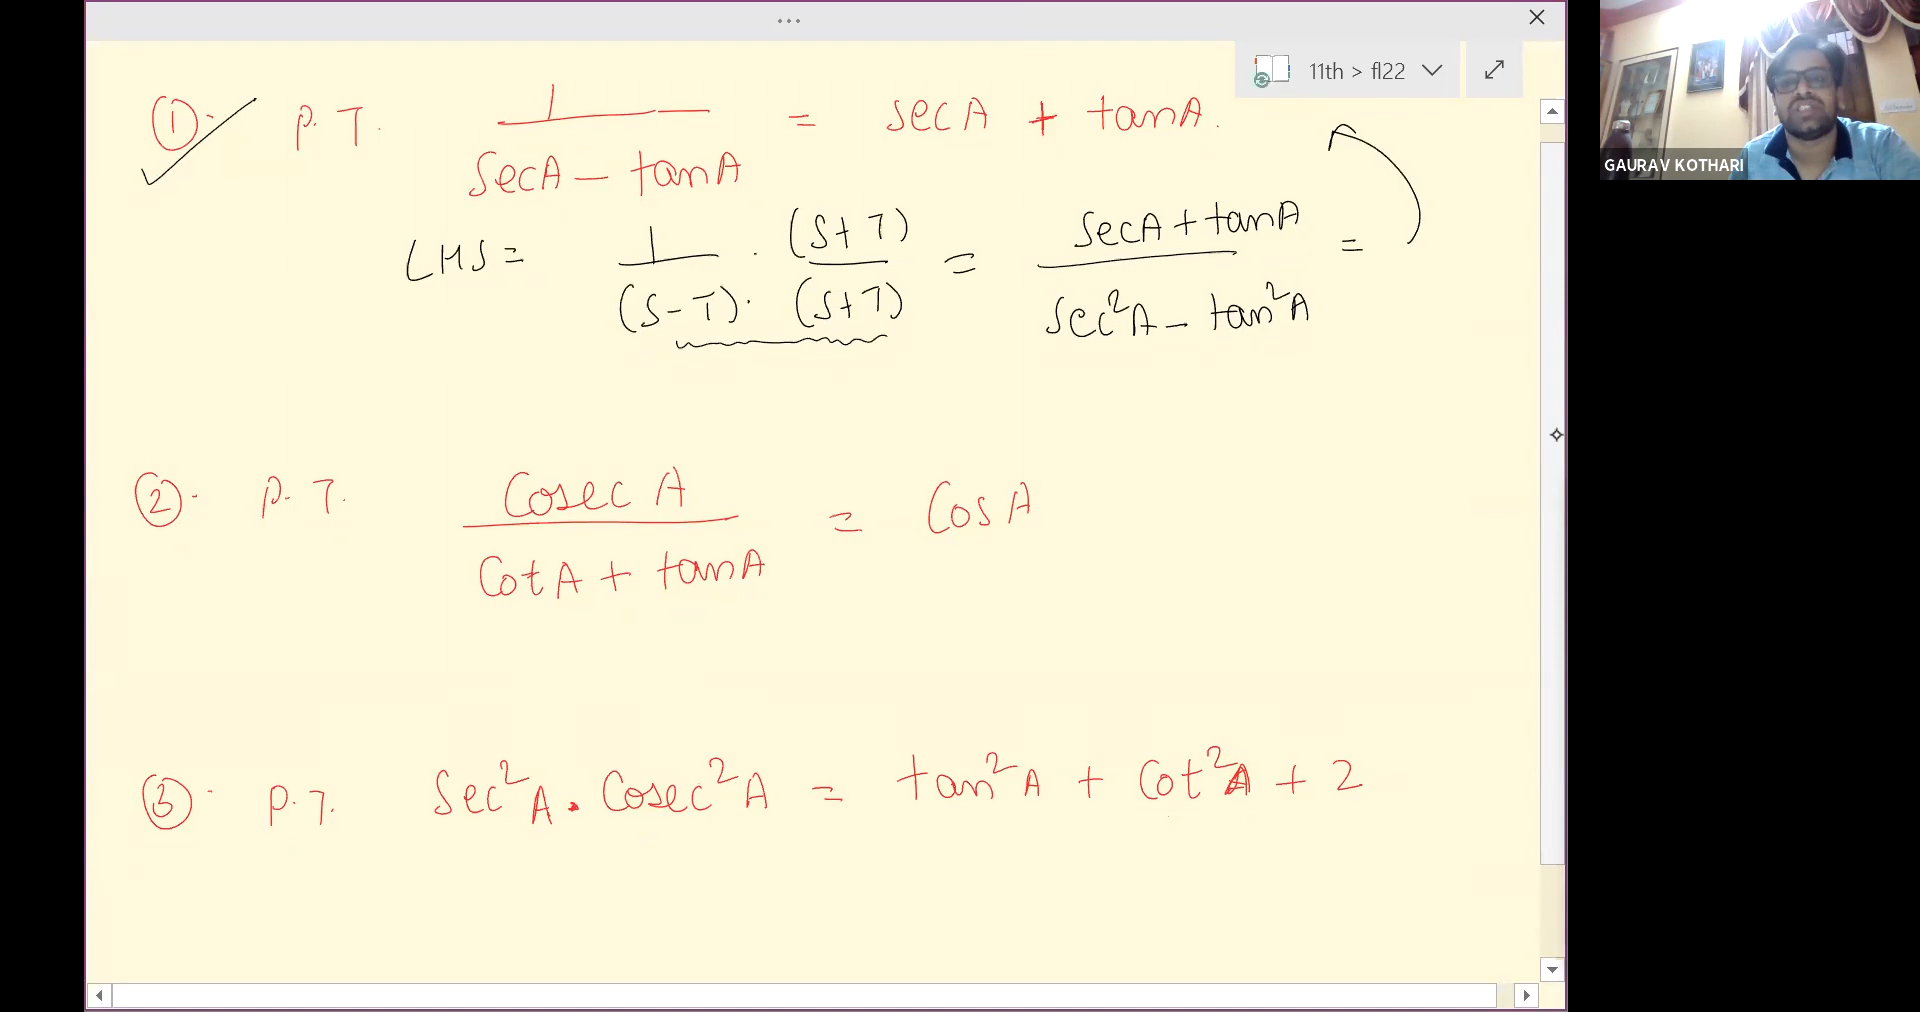 11th > fl22
GAURAV KOTHARI
①. P.T. 1/(secA - tanA) = secA + tanA.
LHS = 1/(S-T) . (S+T)/(S+T) = (secA + tanA)/(sec²A - tan²A) =
②. P.T. Cosec A/(Cot A + tanA) = Cos A
③. P.T. Sec²A . Cosec²A = tan²A + Cot²A + 2